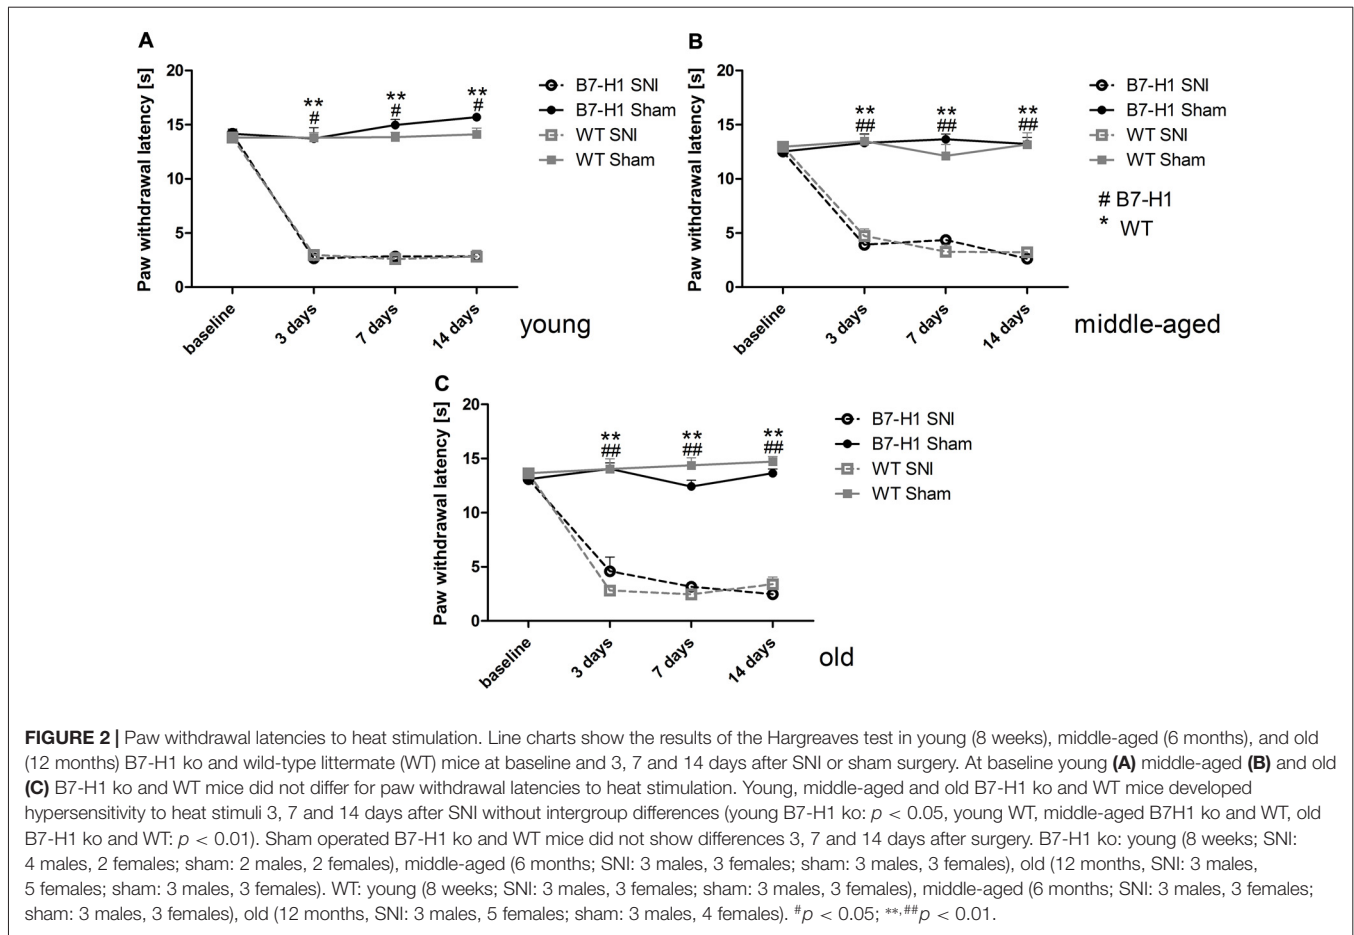 A
Paw withdrawal latency [s]
20
15
10
5
0
** ** **
# # #
baseline
3 days
7 days
14 days
young
B7-H1 SNI
B7-H1 Sham
WT SNI
WT Sham
B
Paw withdrawal latency [s]
20
15
10
5
0
** ** **
## ## ##
baseline
3 days
7 days
14 days
middle-aged
B7-H1 SNI
B7-H1 Sham
WT SNI
WT Sham
# B7-H1
* WT
C
Paw withdrawal latency [s]
20
15
10
5
0
** ** **
## ## ##
baseline
3 days
7 days
14 days
old
B7-H1 SNI
B7-H1 Sham
WT SNI
WT Sham
FIGURE 2 | Paw withdrawal latencies to heat stimulation. Line charts show the results of the Hargreaves test in young (8 weeks), middle-aged (6 months), and old
(12 months) B7-H1 ko and wild-type littermate (WT) mice at baseline and 3, 7 and 14 days after SNI or sham surgery. At baseline young (A) middle-aged (B) and old
(C) B7-H1 ko and WT mice did not differ for paw withdrawal latencies to heat stimulation. Young, middle-aged and old B7-H1 ko and WT mice developed
hypersensitivity to heat stimuli 3, 7 and 14 days after SNI without intergroup differences (young B7-H1 ko: p < 0.05, young WT, middle-aged B7H1 ko and WT, old
B7-H1 ko and WT: p < 0.01). Sham operated B7-H1 ko and WT mice did not show differences 3, 7 and 14 days after surgery. B7-H1 ko: young (8 weeks; SNI:
4 males, 2 females; sham: 2 males, 2 females), middle-aged (6 months; SNI: 3 males, 3 females; sham: 3 males, 3 females), old (12 months, SNI: 3 males,
5 females; sham: 3 males, 3 females). WT: young (8 weeks; SNI: 3 males, 3 females; sham: 3 males, 3 females), middle-aged (6 months; SNI: 3 males, 3 females;
sham: 3 males, 3 females), old (12 months, SNI: 3 males, 5 females; sham: 3 males, 4 females). #p < 0.05; **,##p < 0.01.